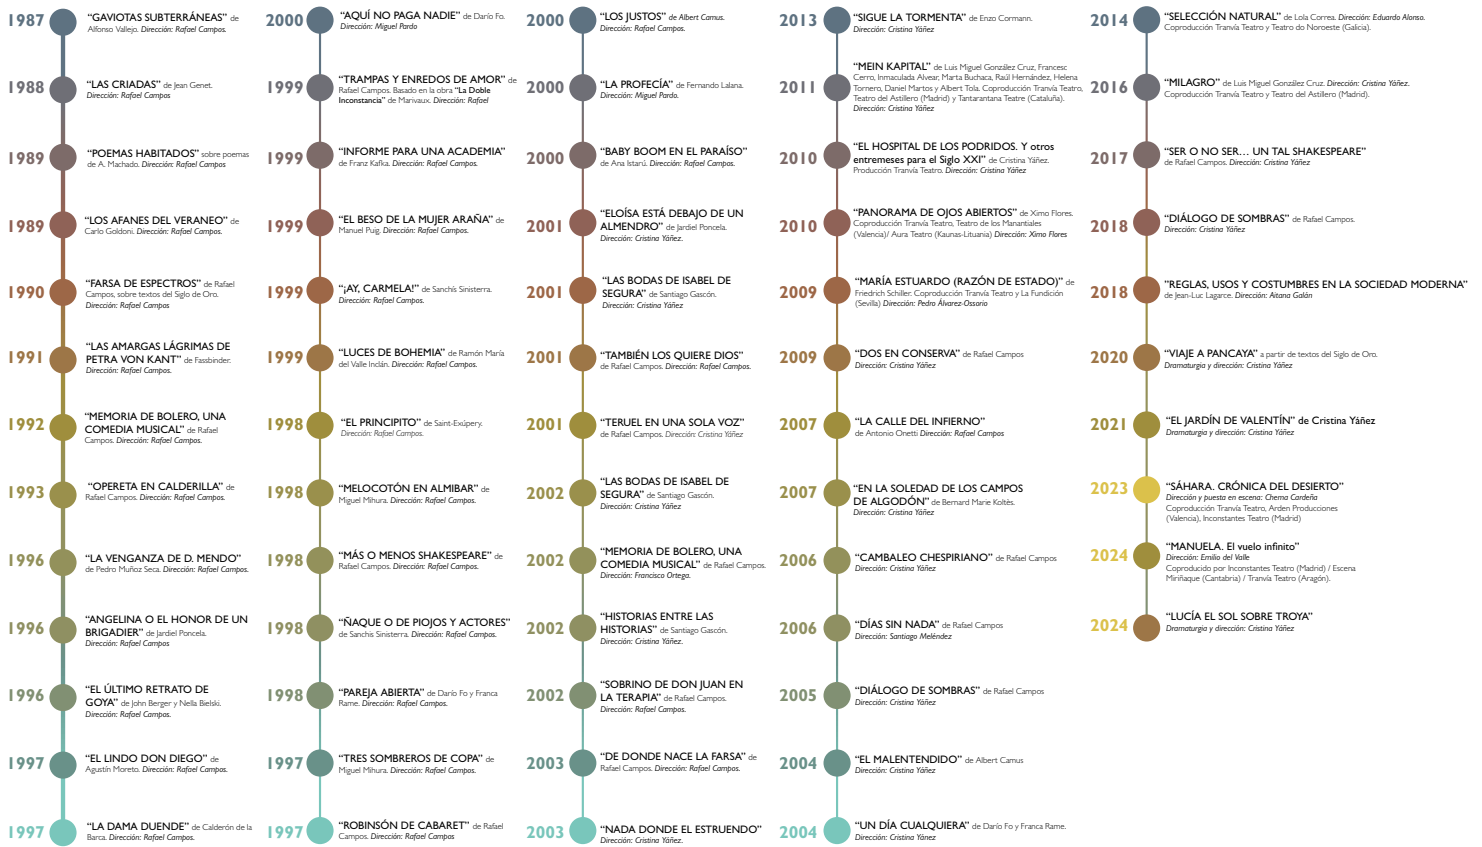 1987
“GAVIOTAS SUBTERRÁNEAS” de
Alfonso Vallejo. Dirección: Rafael Campos.
1988
“LAS CRIADAS” de Jean Genet.
Dirección: Rafael Campos
1989
“POEMAS HABITADOS” sobre poemas
de A. Machado. Dirección: Rafael Campos
1989
“LOS AFANES DEL VERANEO” de
Carlo Goldoni. Dirección: Rafael Campos.
1990
“FARSA DE ESPECTROS” de Rafael
Campos, sobre textos del Siglo de Oro.
Dirección: Rafael Campos
1991
“LAS AMARGAS LÁGRIMAS DE
PETRA VON KANT” de Fassbinder.
Dirección: Rafael Campos.
1992
“MEMORIA DE BOLERO, UNA
COMEDIA MUSICAL” de Rafael
Campos. Dirección: Rafael Campos.
1993
“OPERETA EN CALDERILLA” de
Rafael Campos. Dirección: Rafael Campos.
1996
“LA VENGANZA DE D. MENDO”
de Pedro Muñoz Seca. Dirección: Rafael Campos.
1996
“ANGELINA O EL HONOR DE UN
BRIGADIER” de Jardiel Poncela.
Dirección: Rafael Campos
1996
“EL ÚLTIMO RETRATO DE
GOYA” de John Berger y Nella Bielski.
Dirección: Rafael Campos.
1997
“EL LINDO DON DIEGO” de
Agustín Moreto. Dirección: Rafael Campos.
1997
“LA DAMA DUENDE” de Calderón de la
Barca. Dirección: Rafael Campos.
2000
“AQUÍ NO PAGA NADIE” de Darío Fo.
Dirección: Miguel Pardo
1999
“TRAMPAS Y ENREDOS DE AMOR” de
Rafael Campos. Basado en la obra “La Doble
Inconstancia” de Marivaux. Dirección: Rafael
1999
“INFORME PARA UNA ACADEMIA”
de Franz Kafka. Dirección: Rafael Campos.
1999
“EL BESO DE LA MUJER ARAÑA” de
Manuel Puig. Dirección: Rafael Campos.
1999
“¡AY, CARMELA!” de Sanchís Sinisterra.
Dirección: Rafael Campos.
1999
“LUCES DE BOHEMIA” de Ramón María
del Valle Inclán. Dirección: Rafael Campos.
1998
“EL PRINCIPITO” de Saint-Exúpery.
Dirección: Rafael Campos.
1998
“MELOCOTÓN EN ALMIBAR” de
Miguel Mihura. Dirección: Rafael Campos.
1998
“MÁS O MENOS SHAKESPEARE” de
Rafael Campos. Dirección: Rafael Campos.
1998
“ÑAQUE O DE PIOJOS Y ACTORES”
de Sanchis Sinisterra. Dirección: Rafael Campos.
1998
“PAREJA ABIERTA” de Darío Fo y Franca
Rame. Dirección: Rafael Campos.
1997
“TRES SOMBREROS DE COPA” de
Miguel Mihura. Dirección: Rafael Campos.
1997
“ROBINSÓN DE CABARET” de Rafael
Campos. Dirección: Rafael Campos
2000
“LOS JUSTOS” de Albert Camus.
Dirección: Rafael Campos.
2000
“LA PROFECÍA” de Fernando Lalana.
Dirección: Miguel Pardo.
2000
“BABY BOOM EN EL PARAÍSO”
de Ana Istarú. Dirección: Rafael Campos.
2001
“ELOÍSA ESTÁ DEBAJO DE UN
ALMENDRO” de Jardiel Poncela.
Dirección: Cristina Yáñez.
2001
“LAS BODAS DE ISABEL DE
SEGURA” de Santiago Gascón.
Dirección: Cristina Yáñez
2001
“TAMBIÉN LOS QUIERE DIOS”
de Rafael Campos. Dirección: Rafael Campos.
2001
“TERUEL EN UNA SOLA VOZ”
de Rafael Campos. Dirección: Cristina Yáñez
2002
“LAS BODAS DE ISABEL DE
SEGURA” de Santiago Gascón.
Dirección: Cristina Yáñez
2002
“MEMORIA DE BOLERO, UNA
COMEDIA MUSICAL” de Rafael Campos.
Dirección: Francisco Ortega.
2002
“HISTORIAS ENTRE LAS
HISTORIAS” de Santiago Gascón.
Dirección: Cristina Yáñez.
2002
“SOBRINO DE DON JUAN EN
LA TERAPIA” de Rafael Campos.
Dirección: Rafael Campos.
2003
“DE DONDE NACE LA FARSA” de
Rafael Campos. Dirección: Rafael Campos.
2003
“NADA DONDE EL ESTRUENDO”
Dirección: Cristina Yáñez.
2013
“SIGUE LA TORMENTA” de Enzo Cormann.
Dirección: Cristina Yáñez
2011
“MEIN KAPITAL” de Luis Miguel González Cruz, Francesc
Cerro, Inmaculada Alvear, Marta Buchaca, Raúl Hernández, Helena
Tornero, Daniel Martos y Albert Tola. Coproducción Tranvía Teatro,
Teatro del Astillero (Madrid) y Tantarantana Teatre (Cataluña).
Dirección: Cristina Yáñez
2010
“EL HOSPITAL DE LOS PODRIDOS. Y otros
entremeses para el Siglo XXI” de Cristina Yáñez.
Producción Tranvía Teatro. Dirección: Cristina Yáñez
2010
“PANORAMA DE OJOS ABIERTOS” de Ximo Flores.
Coproducción Tranvía Teatro, Teatro de los Manantiales
(Valencia)/ Aura Teatro (Kaunas-Lituania) Dirección: Ximo Flores
2009
“MARÍA ESTUARDO (RAZÓN DE ESTADO)” de
Friedrich Schiller. Coproducción Tranvía Teatro y La Fundición
(Sevilla) Dirección: Pedro Álvarez-Ossorio
2009
“DOS EN CONSERVA” de Rafael Campos
Dirección: Cristina Yáñez
2007
“LA CALLE DEL INFIERNO”
de Antonio Onetti Dirección: Rafael Campos
2007
“EN LA SOLEDAD DE LOS CAMPOS
DE ALGODÓN” de Bernard Marie Koltès.
Dirección: Cristina Yáñez
2006
“CAMBALEO CHESPIRIANO” de Rafael Campos
Dirección: Cristina Yáñez
2006
“DÍAS SIN NADA” de Rafael Campos
Dirección: Santiago Meléndez
2005
“DIÁLOGO DE SOMBRAS” de Rafael Campos
Dirección: Cristina Yáñez
2004
“EL MALENTENDIDO” de Albert Camus
Dirección: Cristina Yáñez
2004
“UN DÍA CUALQUIERA” de Darío Fo y Franca Rame.
Dirección: Cristina Yánez
2014
“SELECCIÓN NATURAL” de Lola Correa. Dirección: Eduardo Alonso.
Coproducción Tranvía Teatro y Teatro do Noroeste (Galicia).
2016
“MILAGRO” de Luis Miguel González Cruz. Dirección: Cristina Yáñez.
Coproducción Tranvía Teatro y Teatro del Astillero (Madrid).
2017
“SER O NO SER... UN TAL SHAKESPEARE”
de Rafael Campos. Dirección: Cristina Yáñez
2018
“DIÁLOGO DE SOMBRAS” de Rafael Campos.
Dirección: Cristina Yáñez
2018
“REGLAS, USOS Y COSTUMBRES EN LA SOCIEDAD MODERNA”
de Jean-Luc Lagarce. Dirección: Aitana Galán
2020
“VIAJE A PANCAYA” a partir de textos del Siglo de Oro.
Dramaturgia y dirección: Cristina Yáñez
2021
“EL JARDÍN DE VALENTÍN” de Cristina Yáñez
Dramaturgia y dirección: Cristina Yáñez
2023
“SÁHARA. CRÓNICA DEL DESIERTO”
Dirección y puesta en escena: Chema Cardeña
Coproducción Tranvía Teatro, Arden Producciones
(Valencia), Inconstantes Teatro (Madrid)
2024
“MANUELA. El vuelo infinito”
Dirección: Emilio del Valle
Coproducido por Inconstantes Teatro (Madrid) / Escena
Miriñaque (Cantabria) / Tranvía Teatro (Aragón).
2024
“LUCÍA EL SOL SOBRE TROYA”
Dramaturgia y dirección: Cristina Yáñez